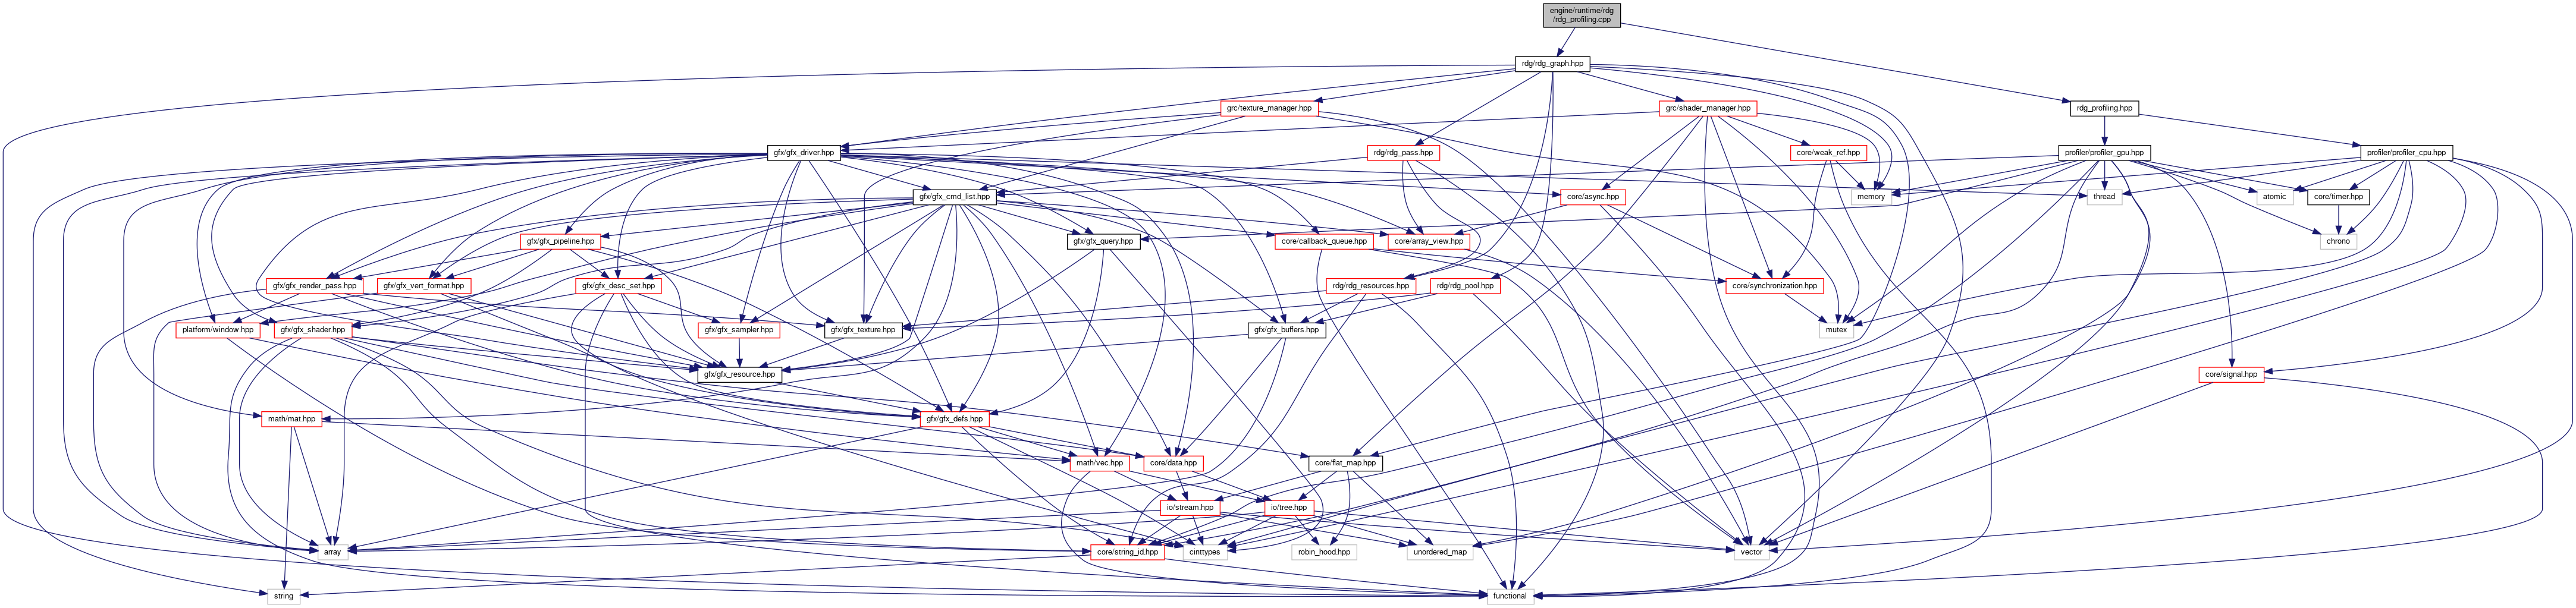 engine/runtime/rdg
/rdg_profiling.cpp
rdg/rdg_graph.hpp
grc/texture_manager.hpp
grc/shader_manager.hpp
rdg_profiling.hpp
gfx/gfx_driver.hpp
rdg/rdg_pass.hpp
core/weak_ref.hpp
profiler/profiler_gpu.hpp
profiler/profiler_cpu.hpp
gfx/gfx_cmd_list.hpp
core/async.hpp
memory
thread
atomic
core/timer.hpp
gfx/gfx_pipeline.hpp
gfx/gfx_query.hpp
core/callback_queue.hpp
core/array_view.hpp
chrono
gfx/gfx_render_pass.hpp
gfx/gfx_vert_format.hpp
gfx/gfx_desc_set.hpp
rdg/rdg_resources.hpp
rdg/rdg_pool.hpp
core/synchronization.hpp
platform/window.hpp
gfx/gfx_shader.hpp
gfx/gfx_sampler.hpp
gfx/gfx_texture.hpp
gfx/gfx_buffers.hpp
mutex
gfx/gfx_resource.hpp
core/signal.hpp
math/mat.hpp
gfx/gfx_defs.hpp
math/vec.hpp
core/data.hpp
core/flat_map.hpp
io/stream.hpp
io/tree.hpp
array
core/string_id.hpp
cinttypes
robin_hood.hpp
unordered_map
vector
string
functional